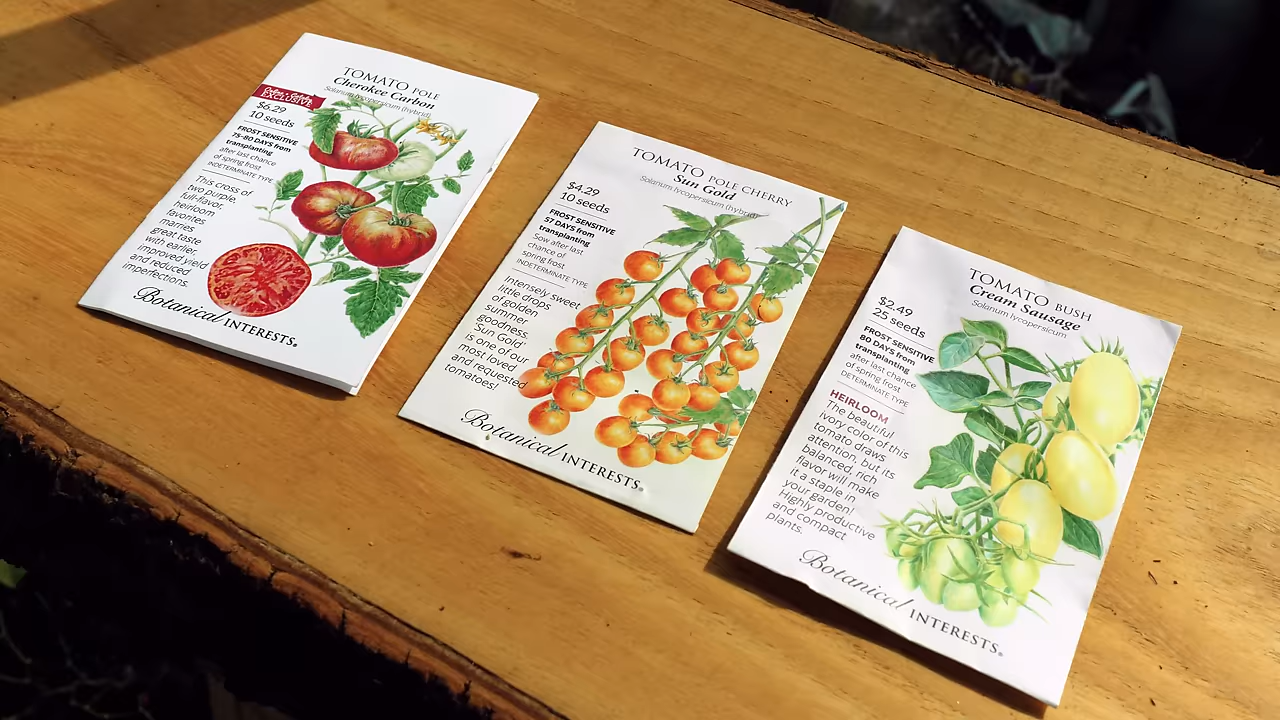 TOMATO POLE
Cherokee Carbon
Solanum lycopersicum (hybrid)
EXCLUSIVE
$6.29
10 seeds
FROST SENSITIVE
75-80 DAYS from
transplanting
after last chance
of spring frost
INDETERMINATE TYPE
This cross of
two purple,
full-flavor,
heirloom
favorites
marries
great taste
with earlier,
improved yield
and reduced
imperfections.
Botanical INTERESTS®
TOMATO POLE CHERRY
Sun Gold
Solanum lycopersicum (hybrid)
$4.29
10 seeds
FROST SENSITIVE
57 DAYS from
transplanting
Sow after last
chance of
spring frost
INDETERMINATE TYPE
Intensely sweet
little drops
of golden
summer
goodness.
'Sun Gold'
is one of our
most loved
and requested
tomatoes!
Botanical INTERESTS®
TOMATO BUSH
Cream Sausage
Solanum lycopersicum
$2.49
25 seeds
FROST SENSITIVE
80 DAYS from
transplanting
after last chance
of spring frost
DETERMINATE TYPE
HEIRLOOM
The beautiful
ivory color of this
tomato draws
attention, but its
balanced, rich
flavor will make
it a staple in
your garden!
Highly productive
and compact
plants.
Botanical INTERESTS®